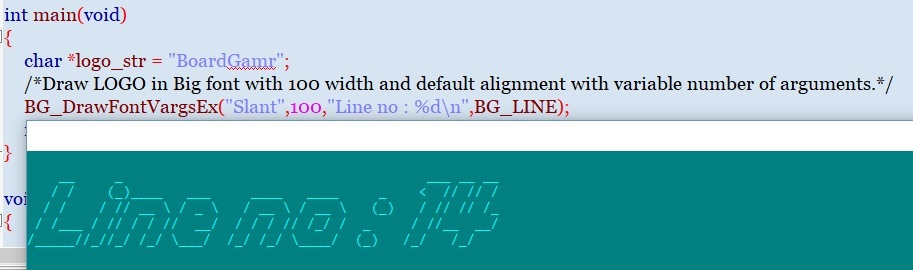 int main(void)
{
char *logo_str = "BoardGamr";
/*Draw LOGO in Big font with 100 width and default alignment with variable number of arguments.*/
BG_DrawFontVargsEx("Slant",100,"Line no : %d\n",BG_LINE);
}
Line no : 14
{